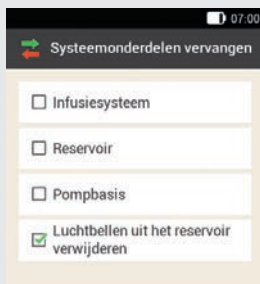 07:00
Systeemonderdelen vervangen
Infusiesysteem
Reservoir
Pompbasis
Luchtbellen uit het reservoir
verwijderen